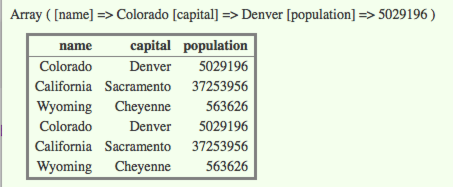 Array ( [name] => Colorado [capital] => Denver [population] => 5029196 )
name capital population
Colorado Denver 5029196
California Sacramento 37253956
Wyoming Cheyenne 563626
Colorado Denver 5029196
California Sacramento 37253956
Wyoming Cheyenne 563626